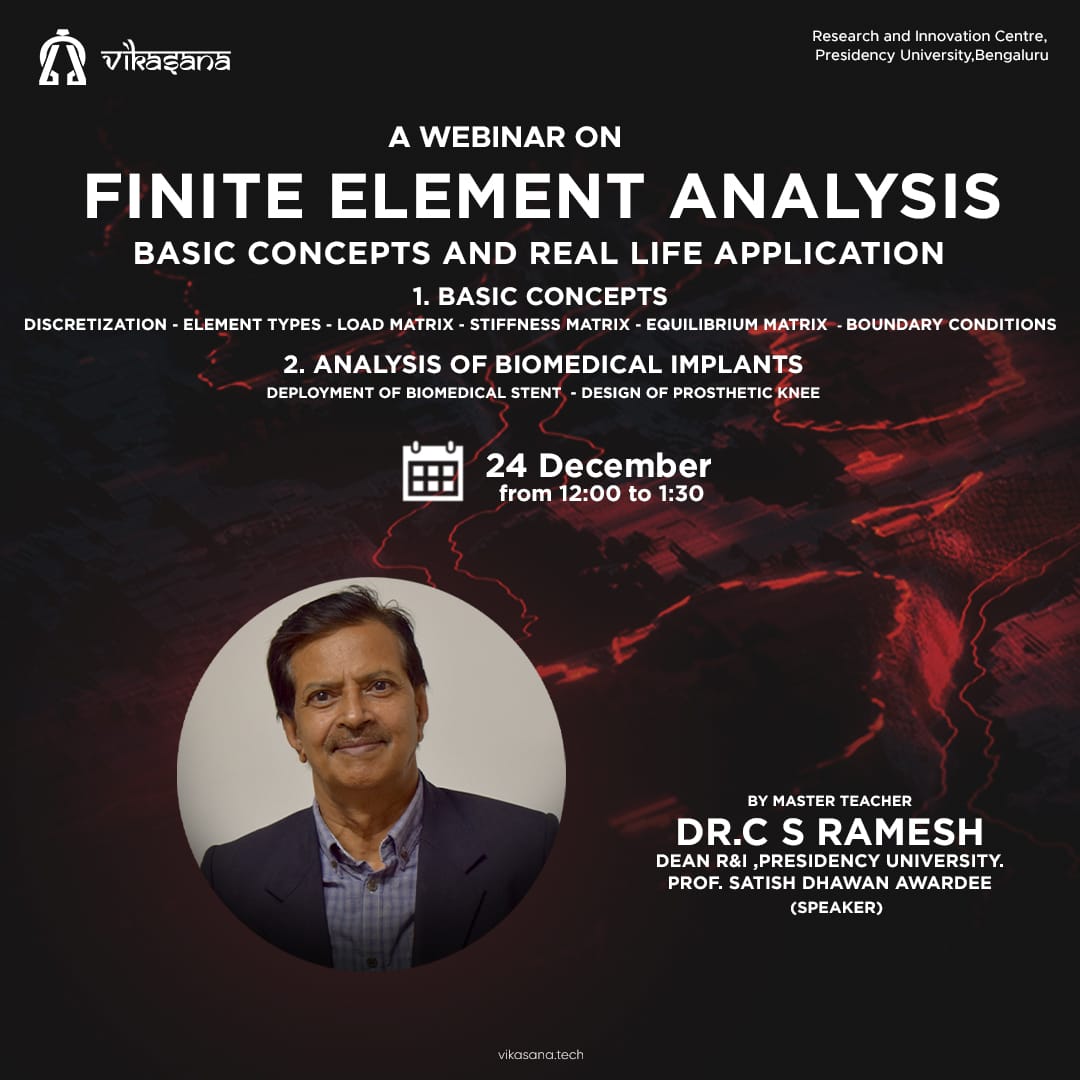 vikasana
Research and Innovation Centre,
Presidency University,Bengaluru
A WEBINAR ON
FINITE ELEMENT ANALYSIS
BASIC CONCEPTS AND REAL LIFE APPLICATION
1. BASIC CONCEPTS
DISCRETIZATION - ELEMENT TYPES - LOAD MATRIX - STIFFNESS MATRIX - EQUILIBRIUM MATRIX - BOUNDARY CONDITIONS
2. ANALYSIS OF BIOMEDICAL IMPLANTS
DEPLOYMENT OF BIOMEDICAL STENT - DESIGN OF PROSTHETIC KNEE
24 December
from 12:00 to 1:30
BY MASTER TEACHER
DR.C S RAMESH
DEAN R&I ,PRESIDENCY UNIVERSITY.
PROF. SATISH DHAWAN AWARDEE
(SPEAKER)
vikasana.tech